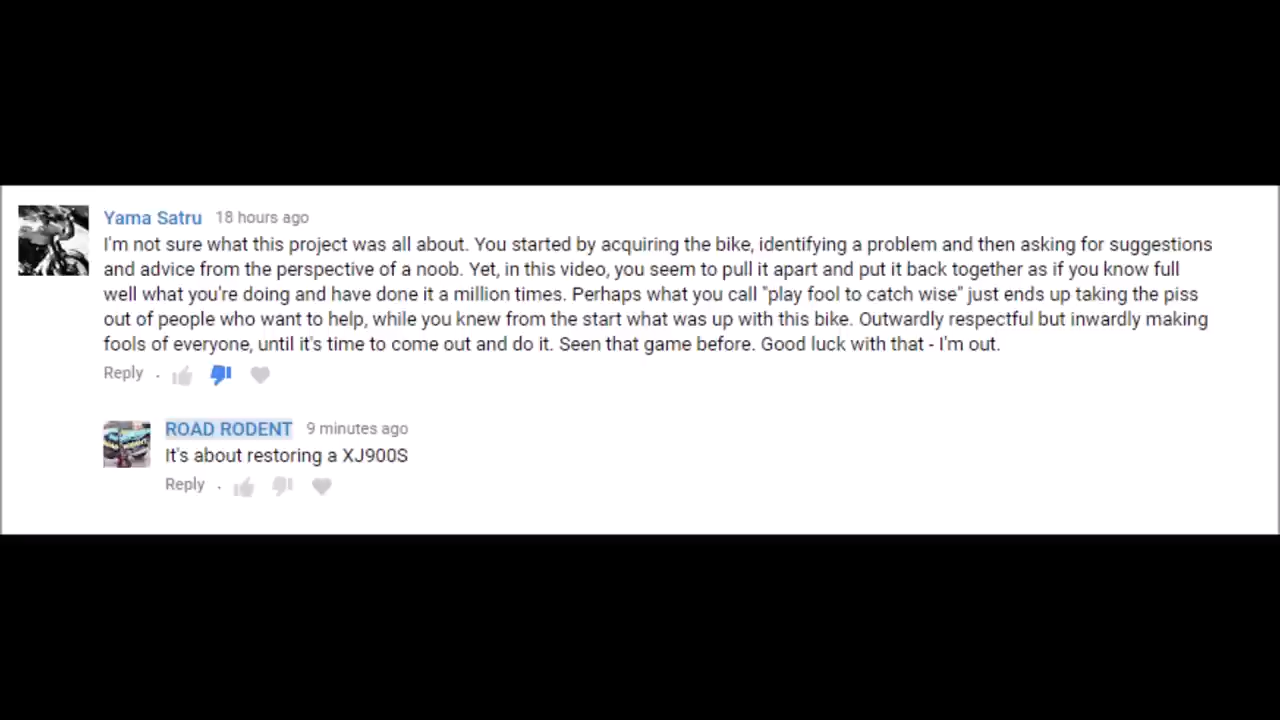 Yama Satru 18 hours ago
I'm not sure what this project was all about. You started by acquiring the bike, identifying a problem and then asking for suggestions
and advice from the perspective of a noob. Yet, in this video, you seem to pull it apart and put it back together as if you know full
well what you're doing and have done it a million times. Perhaps what you call "play fool to catch wise" just ends up taking the piss
out of people who want to help, while you knew from the start what was up with this bike. Outwardly respectful but inwardly making
fools of everyone, until it's time to come out and do it. Seen that game before. Good luck with that - I'm out.
Reply .
ROAD RODENT 9 minutes ago
It's about restoring a XJ900S
Reply .